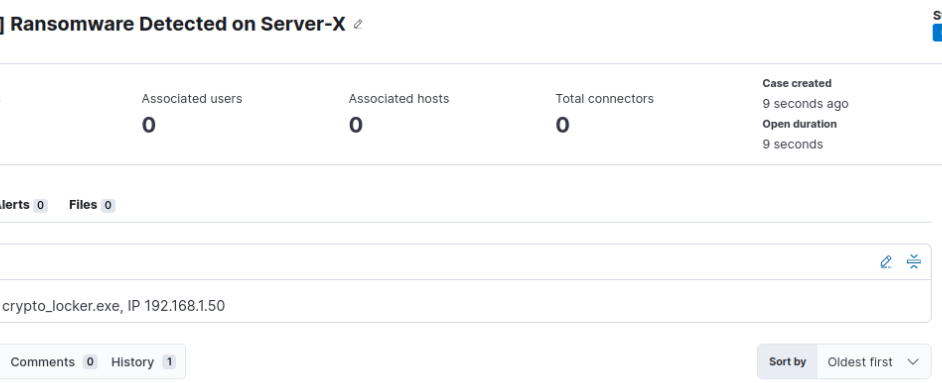 ] Ransomware Detected on Server-X
Associated users
0
Associated hosts
0
Total connectors
0
Case created
9 seconds ago
Open duration
9 seconds
Alerts 0 Files 0
crypto_locker.exe, IP 192.168.1.50
Comments 0 History 1
Sort by Oldest first